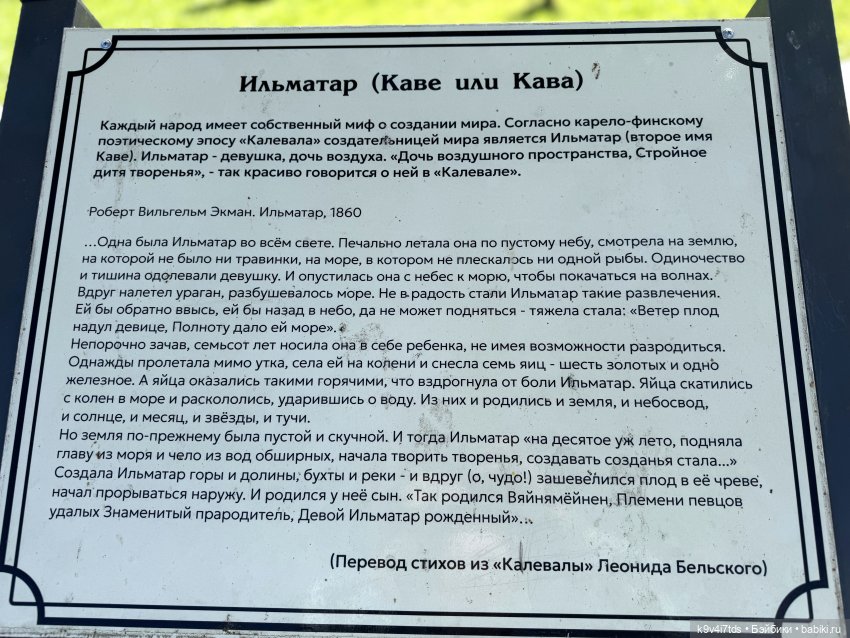 Ильматар (Каве или Кава)
Каждый народ имеет собственный миф о создании мира. Согласно карело-финскому
поэтическому эпосу «Калевала» создательницей мира является Ильматар (второе имя
Каве). Ильматар - девушка, дочь воздуха. «Дочь воздушного пространства, Стройное
дитя творенья», - так красиво говорится о ней в «Калевале».
Роберт Вильгельм Экман. Ильматар, 1860
...Одна была Ильматар во всём свете. Печально летала она по пустому небу, смотрела на землю,
на которой не было ни травинки, на море, в котором не плескалось ни одной рыбы. Одиночество
и тишина одолевали девушку. И опустилась она с небес к морю, чтобы покачаться на волнах.
Вдруг налетел ураган, разбушевалось море. Не в радость стали Ильматар такие развлечения.
Ей бы обратно ввысь, ей бы назад в небо, да не может подняться - тяжела стала: «Ветер плод
надул девице, Полноту дало ей море».
Непорочно зачав, семьсот лет носила она в себе ребенка, не имея возможности разродиться.
Однажды пролетала мимо утка, села ей на колени и снесла семь яиц - шесть золотых и одно
железное. А яйца оказались такими горячими, что вздрогнула от боли Ильматар. Яйца скатились
с колен в море и раскололись, ударившись о воду. Из них и родились и земля, и небосвод,
и солнце, и месяц, и звёзды, и тучи.
Но земля по-прежнему была пустой и скучной. И тогда Ильматар «на десятое уж лето, подняла
главу из моря и чело из вод обширных, начала творить творенья, создавать созданья стала...»
Создала Ильматар горы и долины, бухты и реки - и вдруг (о, чудо!) зашевелился плод в её чреве,
начал прорываться наружу. И родился у неё сын. «Так родился Вяйнямёйнен, Племени певцов
удалых Знаменитый прародитель, Девой Ильматар рожденный»...
(Перевод стихов из «Калевалы» Леонида Бельского)
k9v4i7tds • Бэйбики • babiki.ru